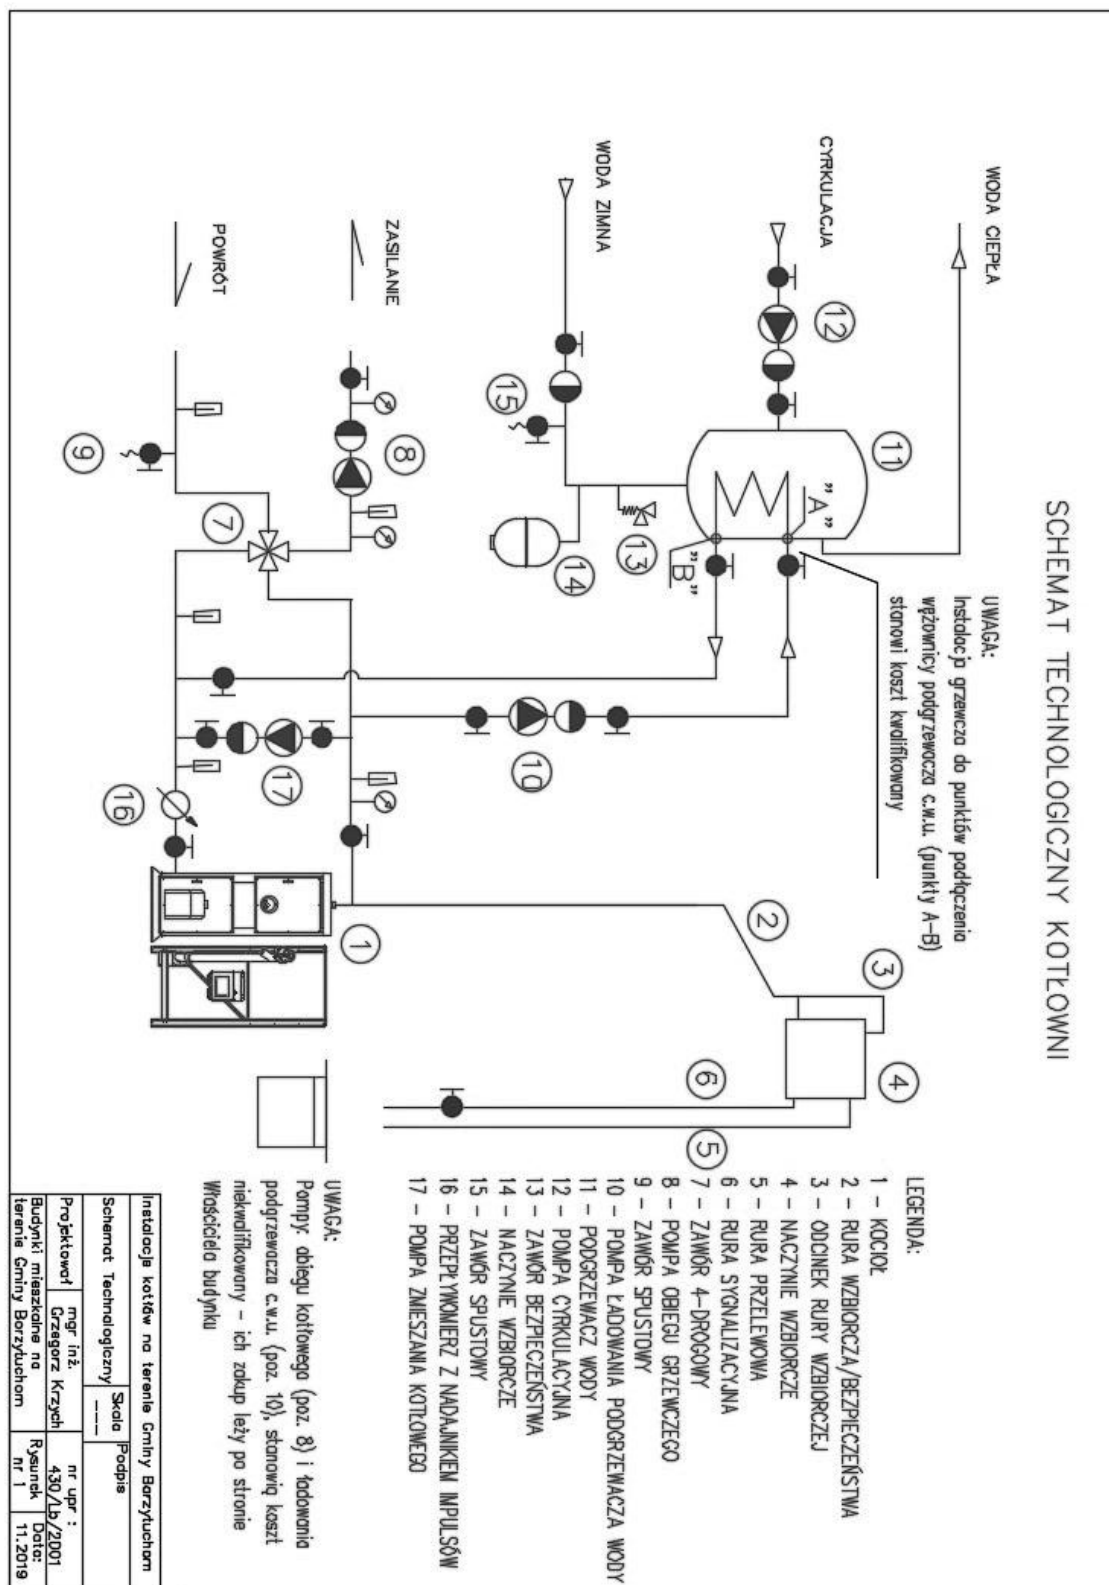 SCHEMAT TECHNOLOGICZNY KOTŁOWNI
WODA CIEPŁA
CYRKULACJA
WODA ZIMNA
ZASILANIE
POWRÓT
12
11
"A"
15
13
14
"B"
8
9
7
10
17
16
1
2
3
4
6
5
UWAGA:
Instalacja grzewcza do punktów podłączenia
wężownicy podgrzewacza c.w.u. (punkty A-B)
stanowi koszt kwalifikowany
LEGENDA:
1 - KOCIOŁ
2 - RURA WZBIORCZA/BEZPIECZEŃSTWA
3 - ODCINEK RURY WZBIORCZEJ
4 - NACZYNIE WZBIORCZE
5 - RURA PRZELEWOWA
6 - RURA SYGNALIZACYJNA
7 - ZAWÓR 4-DROGOWY
8 - POMPA OBIEGU GRZEWCZEGO
9 - ZAWÓR SPUSTOWY
10 - POMPA ŁADOWANIA PODGRZEWACZA WODY
11 - PODGRZEWACZ WODY
12 - POMPA CYRKULACYJNA
13 - ZAWÓR BEZPIECZEŃSTWA
14 - NACZYNE WZBIORCZE
15 - ZAWÓR SPUSTOWY
16 - PRZEPŁYWOMIERZ Z NADAJNIKIEM IMPULSÓW
17 - POMPA ZMIESZANIA KOTŁOWEGO
UWAGA:
Pompy: obiegu kotłowego (poz. 8) i ładowania
podgrzewacza c.w.u. (poz. 10), stanowią koszt
niekwalifikowany - ich zakup leży po stronie
Właściciela budynku
Instalacje kotłów na terenie Gminy Borzytuchom
Schemat Technologiczny
Skala
---
Podpis
Projektował
mgr inż.
Grzegorz Krzych
nr upr :
430/Lb/2001
Budynki mieszkalne na
terenie Gminy Borzytuchom
Rysunek
nr 1
Data:
11.2019